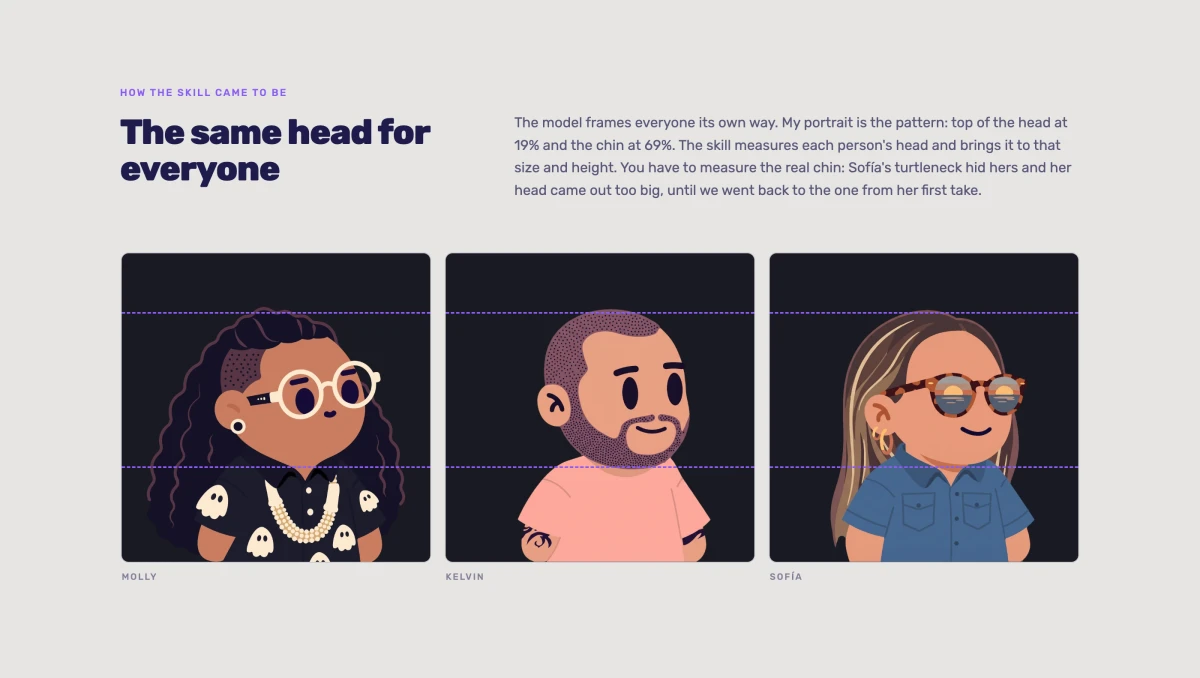 HOW THE SKILL CAME TO BE
The same head for
everyone
The model frames everyone its own way. My portrait is the pattern: top of the head at
19% and the chin at 69%. The skill measures each person's head and brings it to that
size and height. You have to measure the real chin: Sofía's turtleneck hid hers and her
head came out too big, until we went back to the one from her first take.
MOLLY
KELVIN
SOFÍA